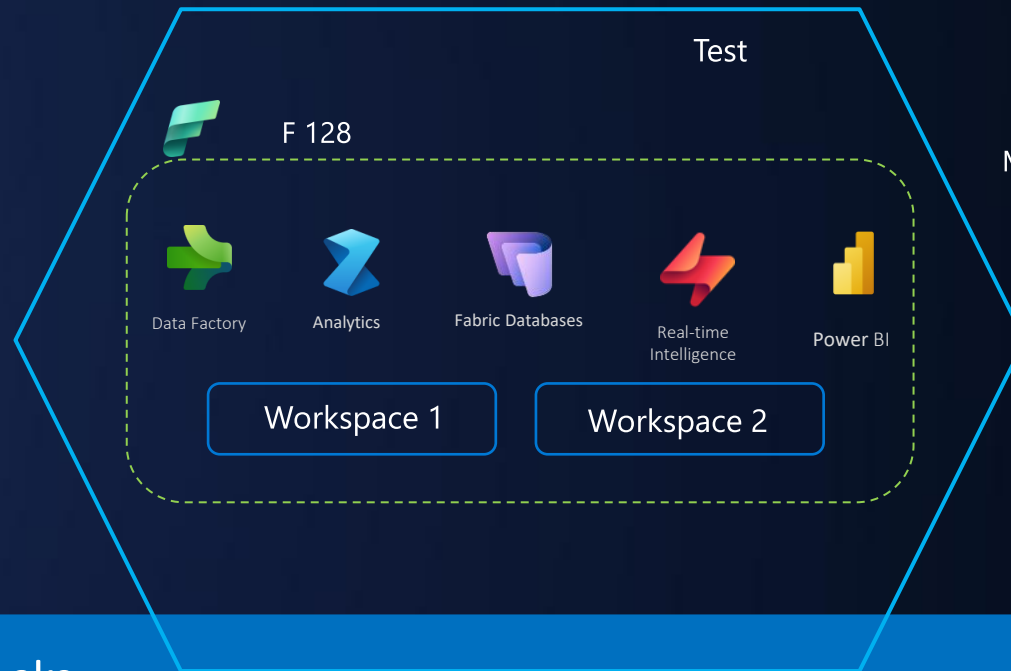 Test
F 128
Data Factory
Analytics
Fabric Databases
Real-time
Intelligence
Power BI
Workspace 1
Workspace 2